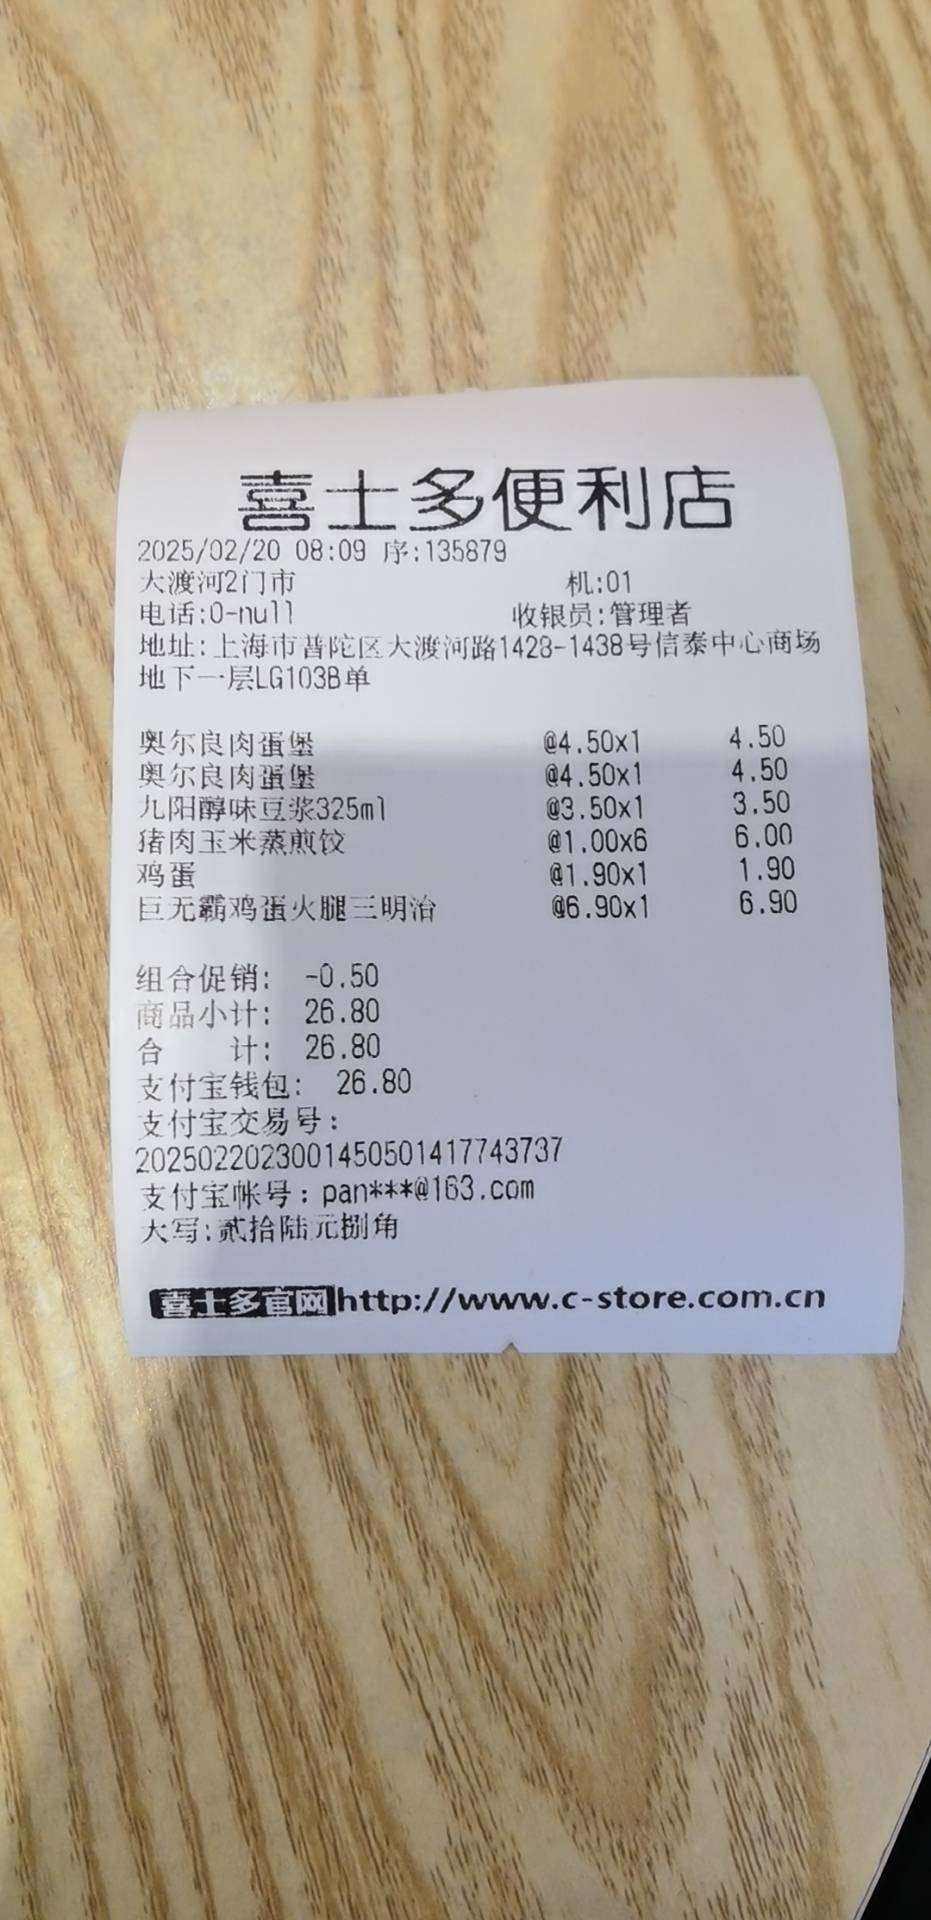 喜士多便利店
2025/02/20 08:09 序:135879
大渡河2门市 机:01
电话:0-null 收银员:管理者
地址:上海市普陀区大渡河路1428-1438号信泰中心商场
地下一层LG103B单
奥尔良肉蛋堡 @4.50x1 4.50
奥尔良肉蛋堡 @4.50x1 4.50
九阳醇味豆浆325ml @3.50x1 3.50
猪肉玉米蒸煎饺 @1.00x6 6.00
鸡蛋 @1.90x1 1.90
巨无霸鸡蛋火腿三明治 @6.90x1 6.90
组合促销: -0.50
商品小计: 26.80
合 计: 26.80
支付宝钱包: 26.80
支付宝交易号:
2025022023001450501417743737
支付宝帐号:pan***@163.com
大写:贰拾陆元捌角
喜士多官网http://www.c-store.com.cn